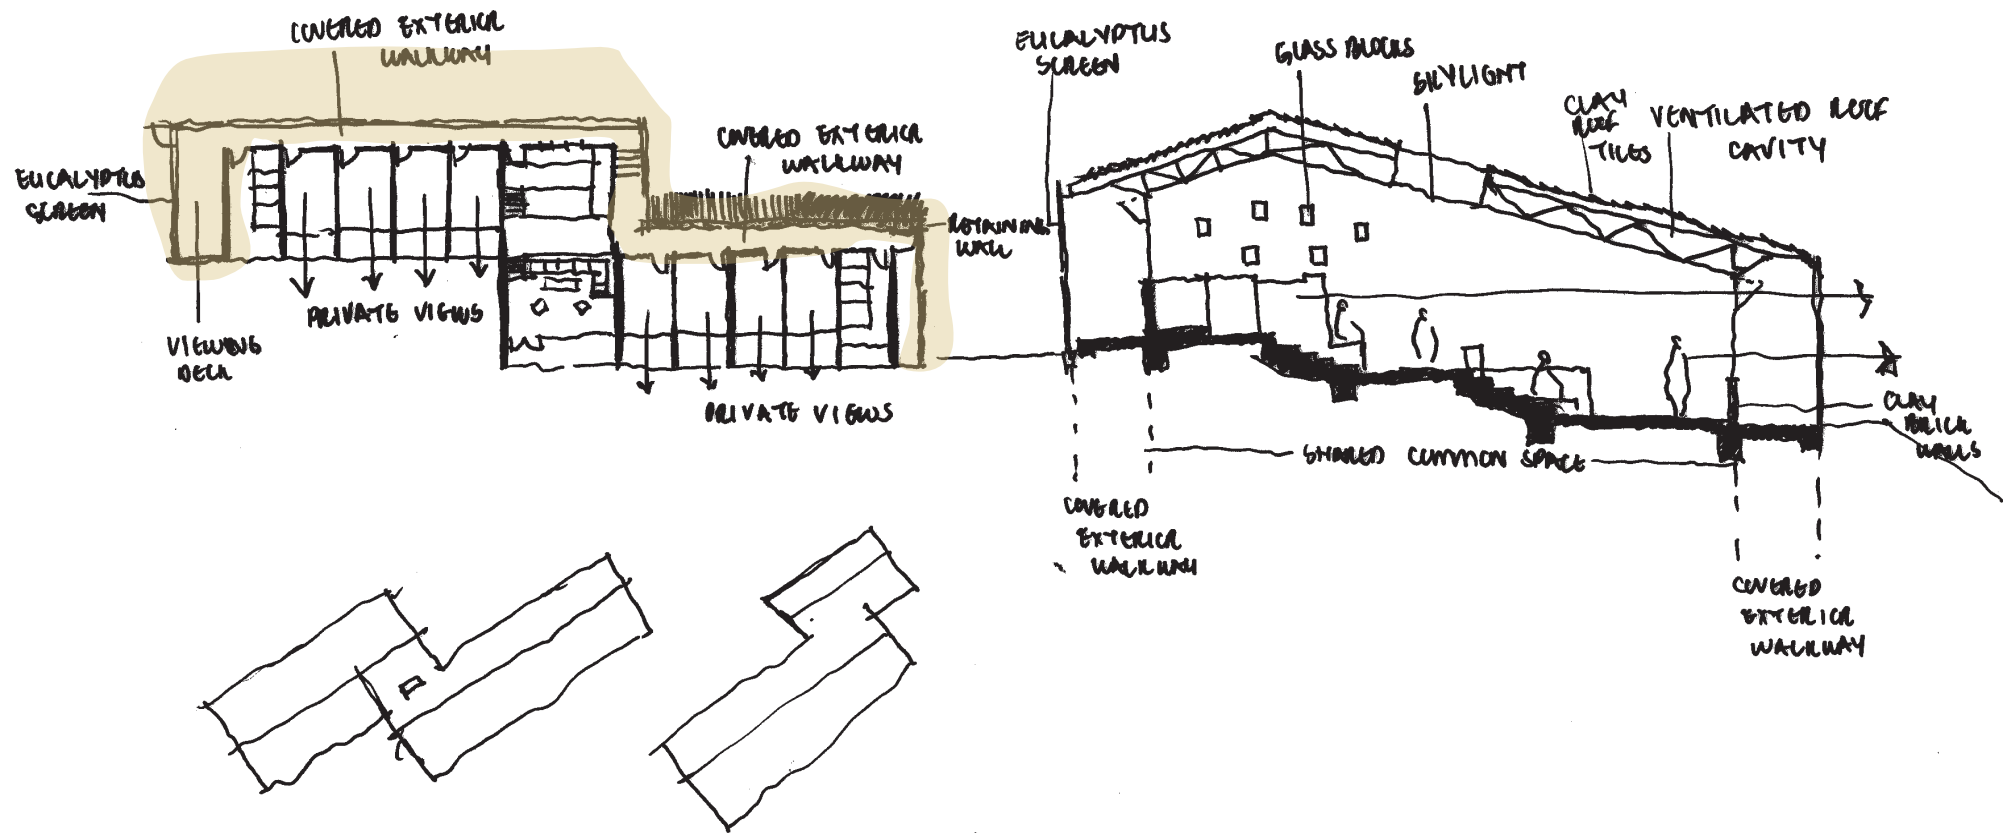 COVERED EXTERIOR
WALKWAY
EUCALYPTUS
SCREEN
VIEWING
DECK
PRIVATE VIEWS
COVERED EXTERIOR
WALKWAY
RETAINING
WALL
PRIVATE VIEWS
EUCALYPTUS
SCREEN
GLASS BLOCKS
SKYLIGHT
CLAY
ROOF
TILES
VENTILATED ROOF
CAVITY
CLAY
BRICK
WALLS
SHARED COMMON SPACE
COVERED
EXTERIOR
WALKWAY
COVERED
EXTERIOR
WALKWAY